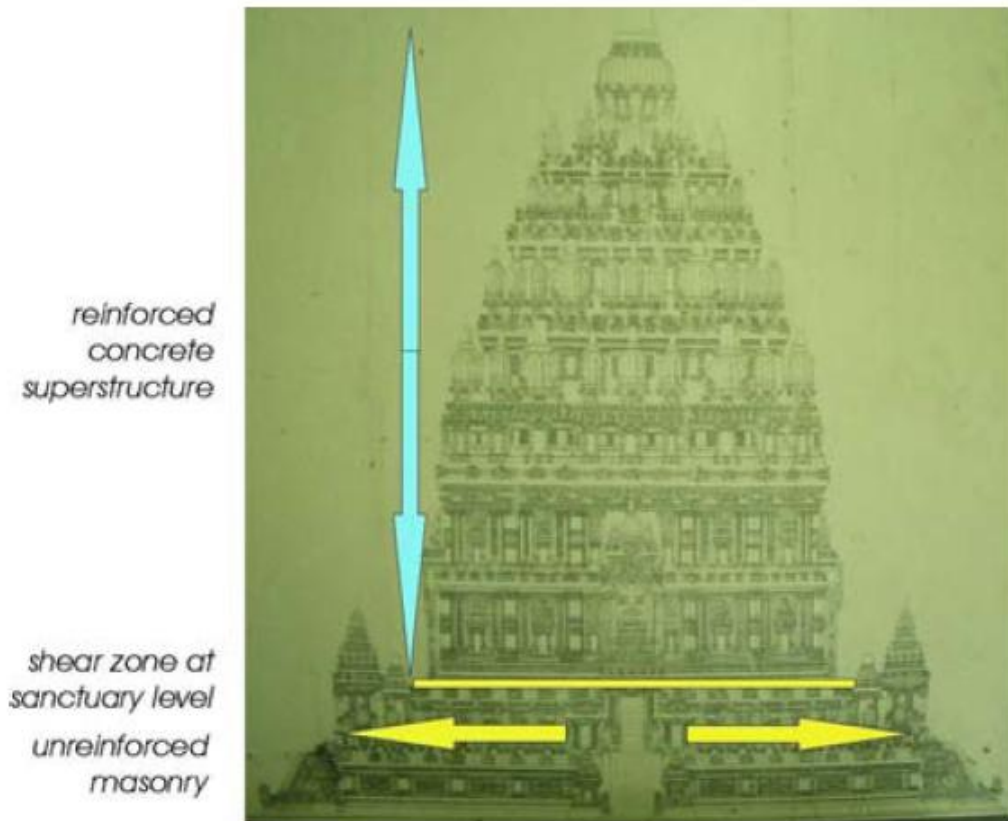 reinforced
concrete
superstructure
shear zone at
sanctuary level
unreinforced
masonry